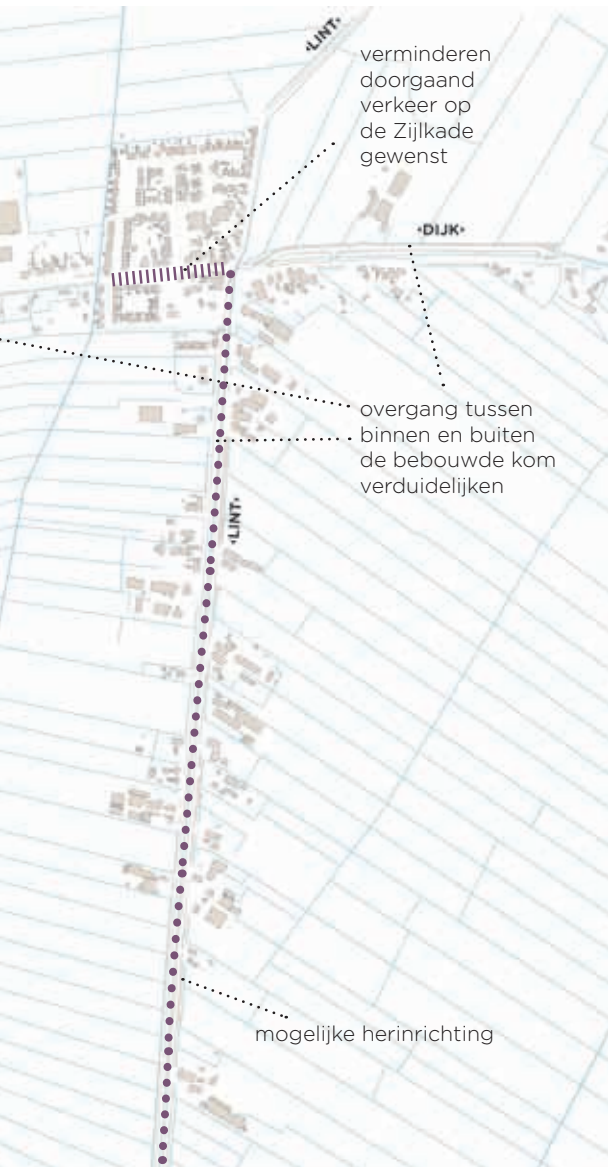 ‹LINT›
verminderen
doorgaand
verkeer op
de Zijlkade
gewenst
‹DIJK›
overgang tussen
binnen en buiten
de bebouwde kom
verduidelijken
‹LINT›
mogelijke herinrichting